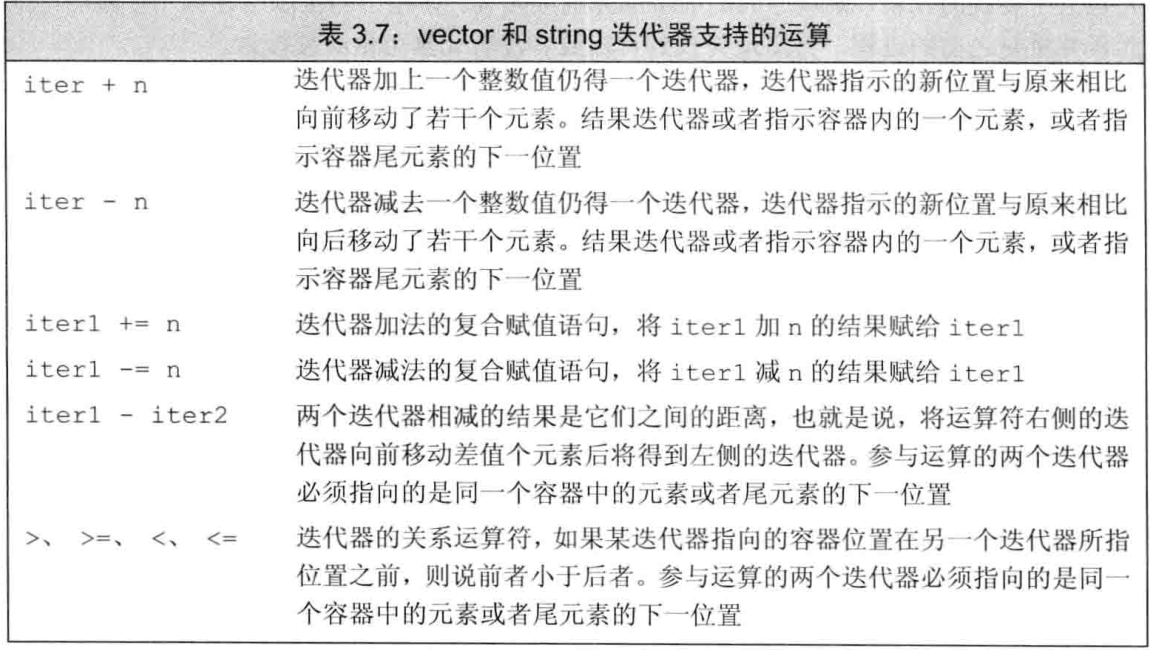 表 3.7：vector 和 string 迭代器支持的运算
iter + n 迭代器加上一个整数值仍得一个迭代器，迭代器指示的新位置与原来相比
向前移动了若干个元素。结果迭代器或者指示容器内的一个元素，或者指
示容器尾元素的下一位置
iter - n 迭代器减去一个整数值仍得一个迭代器，迭代器指示的新位置与原来相比
向后移动了若干个元素。结果迭代器或者指示容器内的一个元素，或者指
示容器尾元素的下一位置
iter1 += n 迭代器加法的复合赋值语句，将 iter1 加 n 的结果赋给 iter1
iter1 -= n 迭代器减法的复合赋值语句，将 iter1 减 n 的结果赋给 iter1
iter1 - iter2 两个迭代器相减的结果是它们之间的距离，也就是说，将运算符右侧的迭
代器向前移动差值个元素后将得到左侧的迭代器。参与运算的两个迭代器
必须指向的是同一个容器中的元素或者尾元素的下一位置
>、 >=、 <、 <= 迭代器的关系运算符，如果某迭代器指向的容器位置在另一个迭代器所指
位置之前，则说前者小于后者。参与运算的两个迭代器必须指向的是同一
个容器中的元素或者尾元素的下一位置